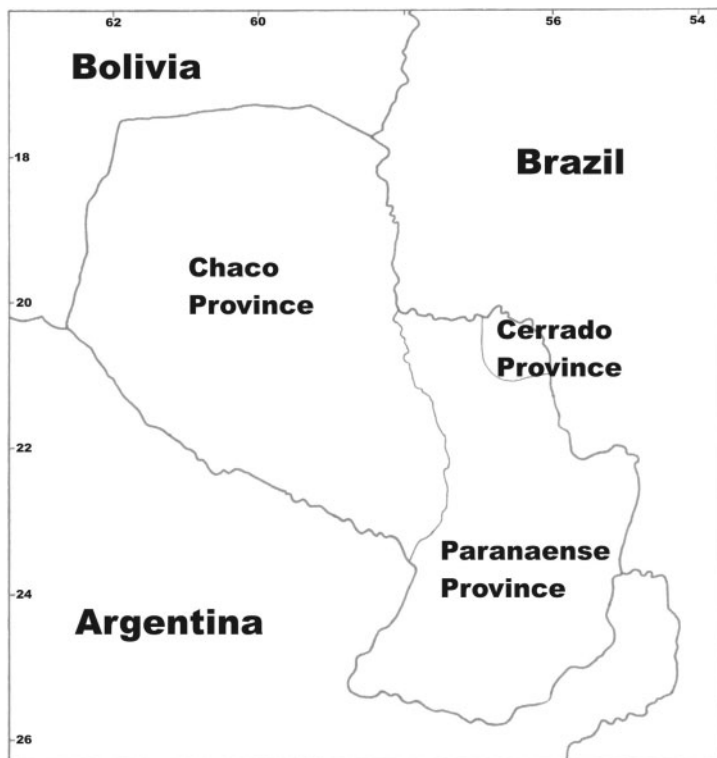 62 60 56 54
Bolivia
18
Brazil
Chaco
Province
20
Cerrado
Province
22
Paranaense
Province
24
Argentina
26